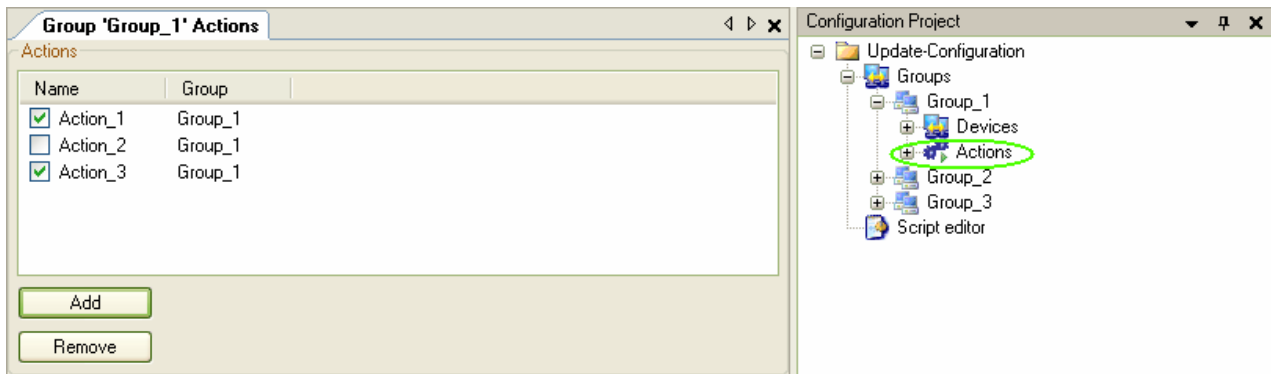 Group 'Group_1' Actions
Actions
Name Group
Action_1 Group_1
Action_2 Group_1
Action_3 Group_1
Add
Remove
Configuration Project
Update-Configuration
Groups
Group_1
Devices
Actions
Group_2
Group_3
Script editor